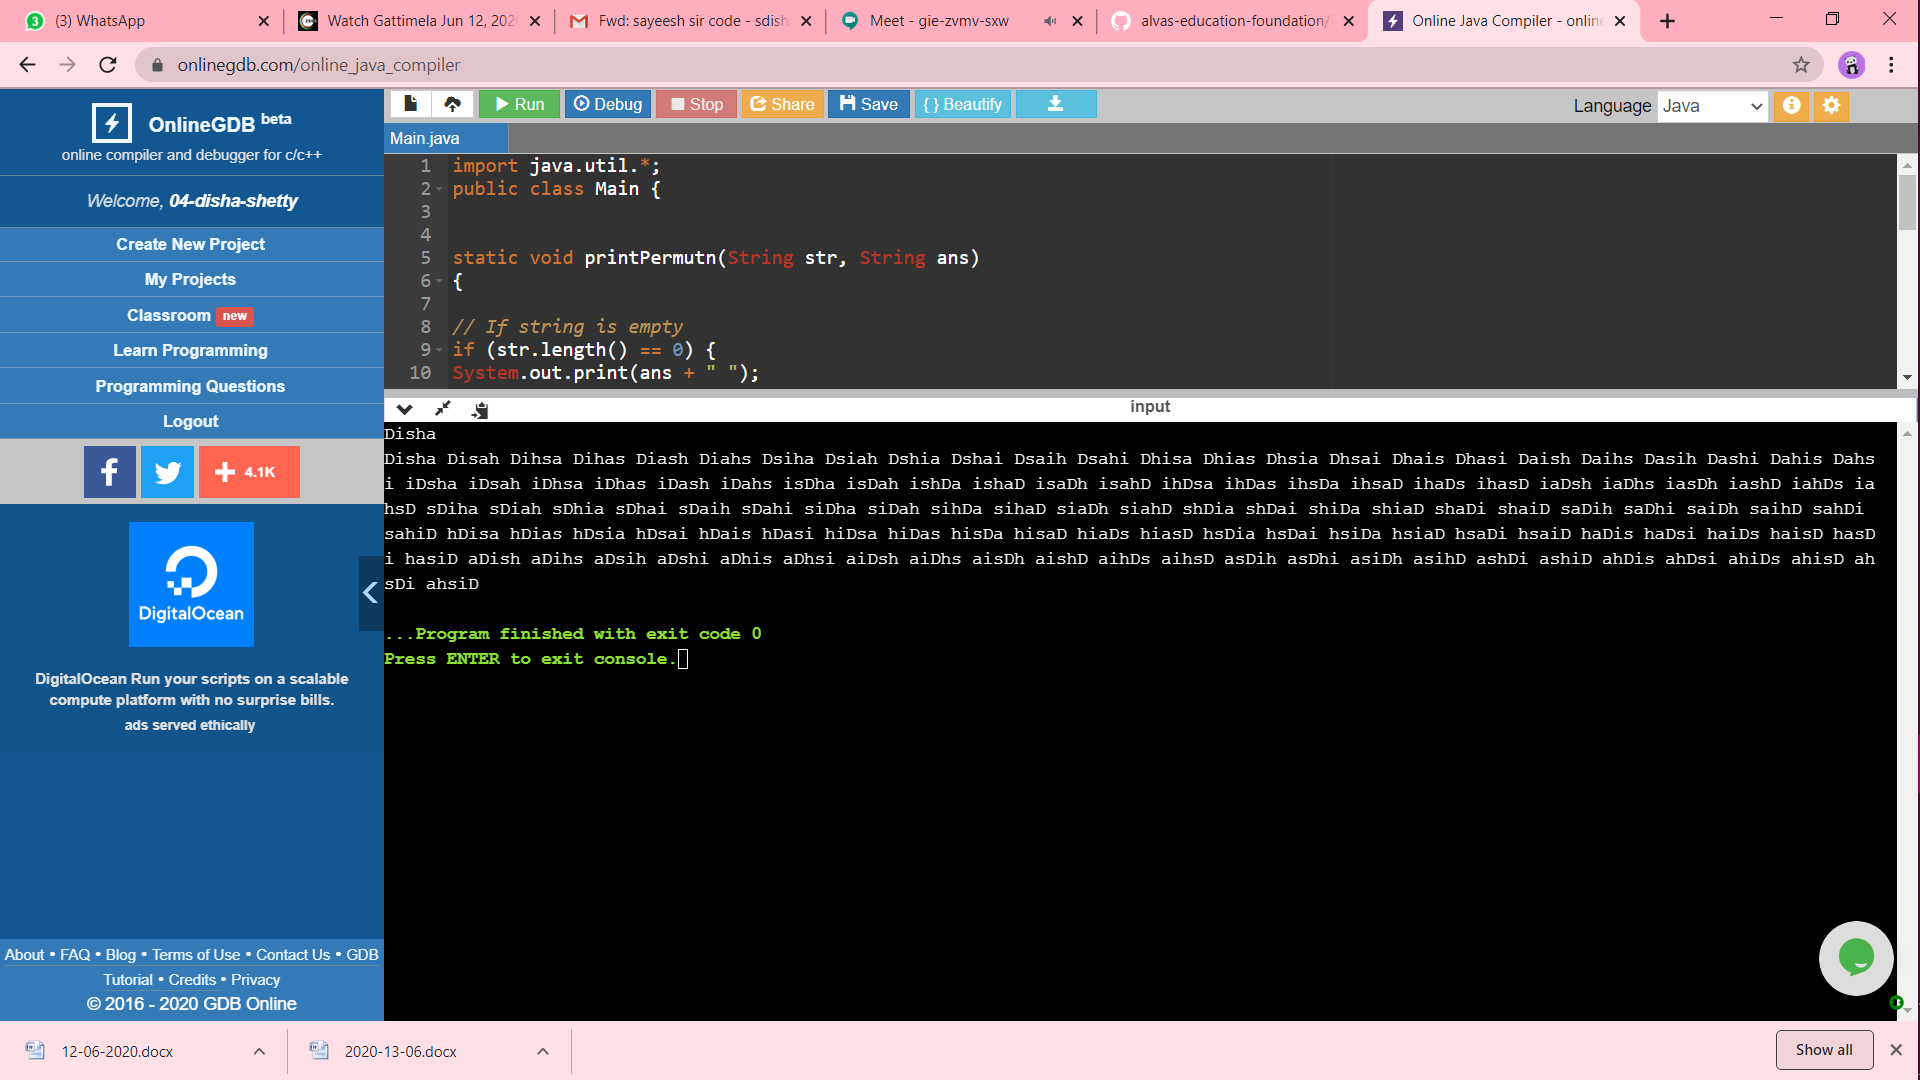 (3) WhatsApp
Watch Gattimela Jun 12, 202
Fwd: sayeesh sir code - sdish
Meet - gie-zvmv-sxw
alvas-education-foundation/
Online Java Compiler - onlin
onlinegdb.com/online_java_compiler
OnlineGDB beta
online compiler and debugger for c/c++
Welcome, 04-disha-shetty
Create New Project
My Projects
Classroom new
Learn Programming
Programming Questions
Logout
4.1K
DigitalOcean
DigitalOcean Run your scripts on a scalable
compute platform with no surprise bills.
ads served ethically
About • FAQ • Blog • Terms of Use • Contact Us • GDB
Tutorial • Credits • Privacy
© 2016 - 2020 GDB Online
Run Debug Stop Share Save { } Beautify
Language Java
Main.java
1 import java.util.*;
2 public class Main {
3
4
5 static void printPermutn(String str, String ans)
6 {
7
8 // If string is empty
9 if (str.length() == 0) {
10 System.out.print(ans + " ");
input
Disha
Disha Disah Dihsa Dihas Diash Diahs Dsiha Dsiah Dshia Dshai Dsaih Dsahi Dhisa Dhias Dhsia Dhsai Dhais Dhasi Daish Daihs Dasih Dashi Dahis Dahs
i iDsha iDsah iDhsa iDhas iDash iDahs isDha isDah ishDa ishaD isaDh isahD ihDsa ihDas ihsDa ihsaD ihaDs ihasD iaDsh iaDhs iasDh iashD iahDs ia
hsD sDiha sDiah sDhia sDhai sDaih sDahi siDha siDah sihDa sihaD siaDh siahD shDia shDai shiDa shiaD shaDi shaiD saDih saDhi saiDh saihD sahDi
sahiD hDisa hDias hDsia hDsai hDais hDasi hiDsa hiDas hisDa hisaD hiaDs hiasD hsDia hsDai hsiDa hsiaD hsaDi hsaiD haDis haDsi haiDs haisD hasD
i hasiD aDish aDihs aDsih aDshi aDhis aDhsi aiDsh aiDhs aisDh aishD aihDs aihsD asDih asDhi asiDh asihD ashDi ashiD ahDis ahDsi ahiDs ahisD ah
sDi ahsiD
...Program finished with exit code 0
Press ENTER to exit console.
12-06-2020.docx
2020-13-06.docx
Show all